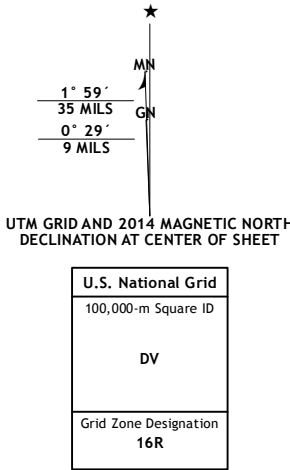 ★
MN
1° 59´
35 MILS
GN
0° 29´
9 MILS
UTM GRID AND 2014 MAGNETIC NORTH
DECLINATION AT CENTER OF SHEET
U.S. National Grid
100,000-m Square ID
DV
Grid Zone Designation
16R